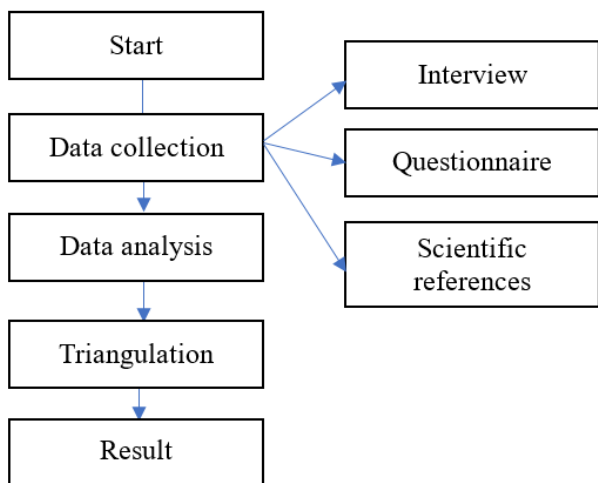 Start
Data collection
Data analysis
Triangulation
Result
Interview
Questionnaire
Scientific
references